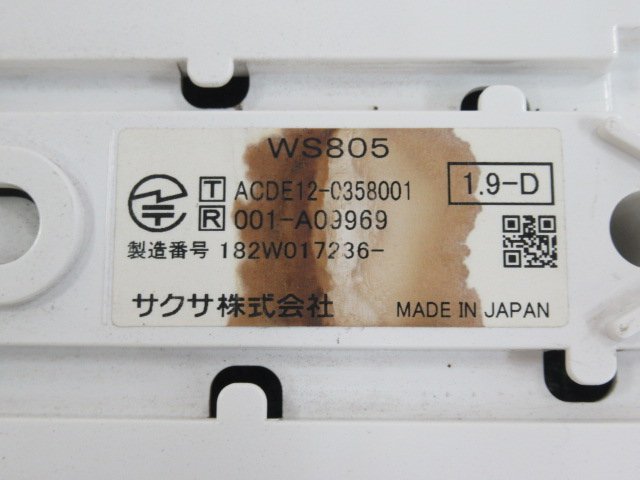 WS805
T ACDE12-0358001
1.9-D
R 001-A09969
製造番号 182W017236-
サクサ株式会社
MADE IN JAPAN